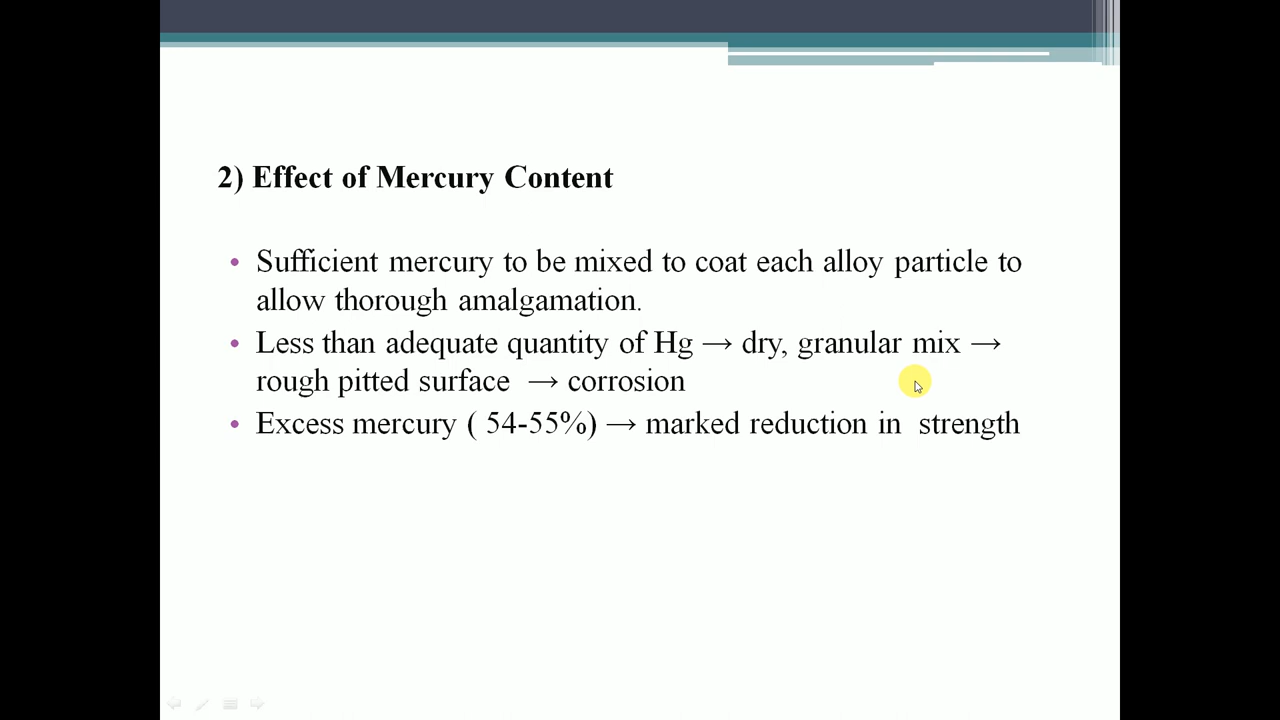 2) Effect of Mercury Content
• Sufficient mercury to be mixed to coat each alloy particle to
allow thorough amalgamation.
• Less than adequate quantity of Hg → dry, granular mix →
rough pitted surface → corrosion
• Excess mercury ( 54-55%) → marked reduction in strength